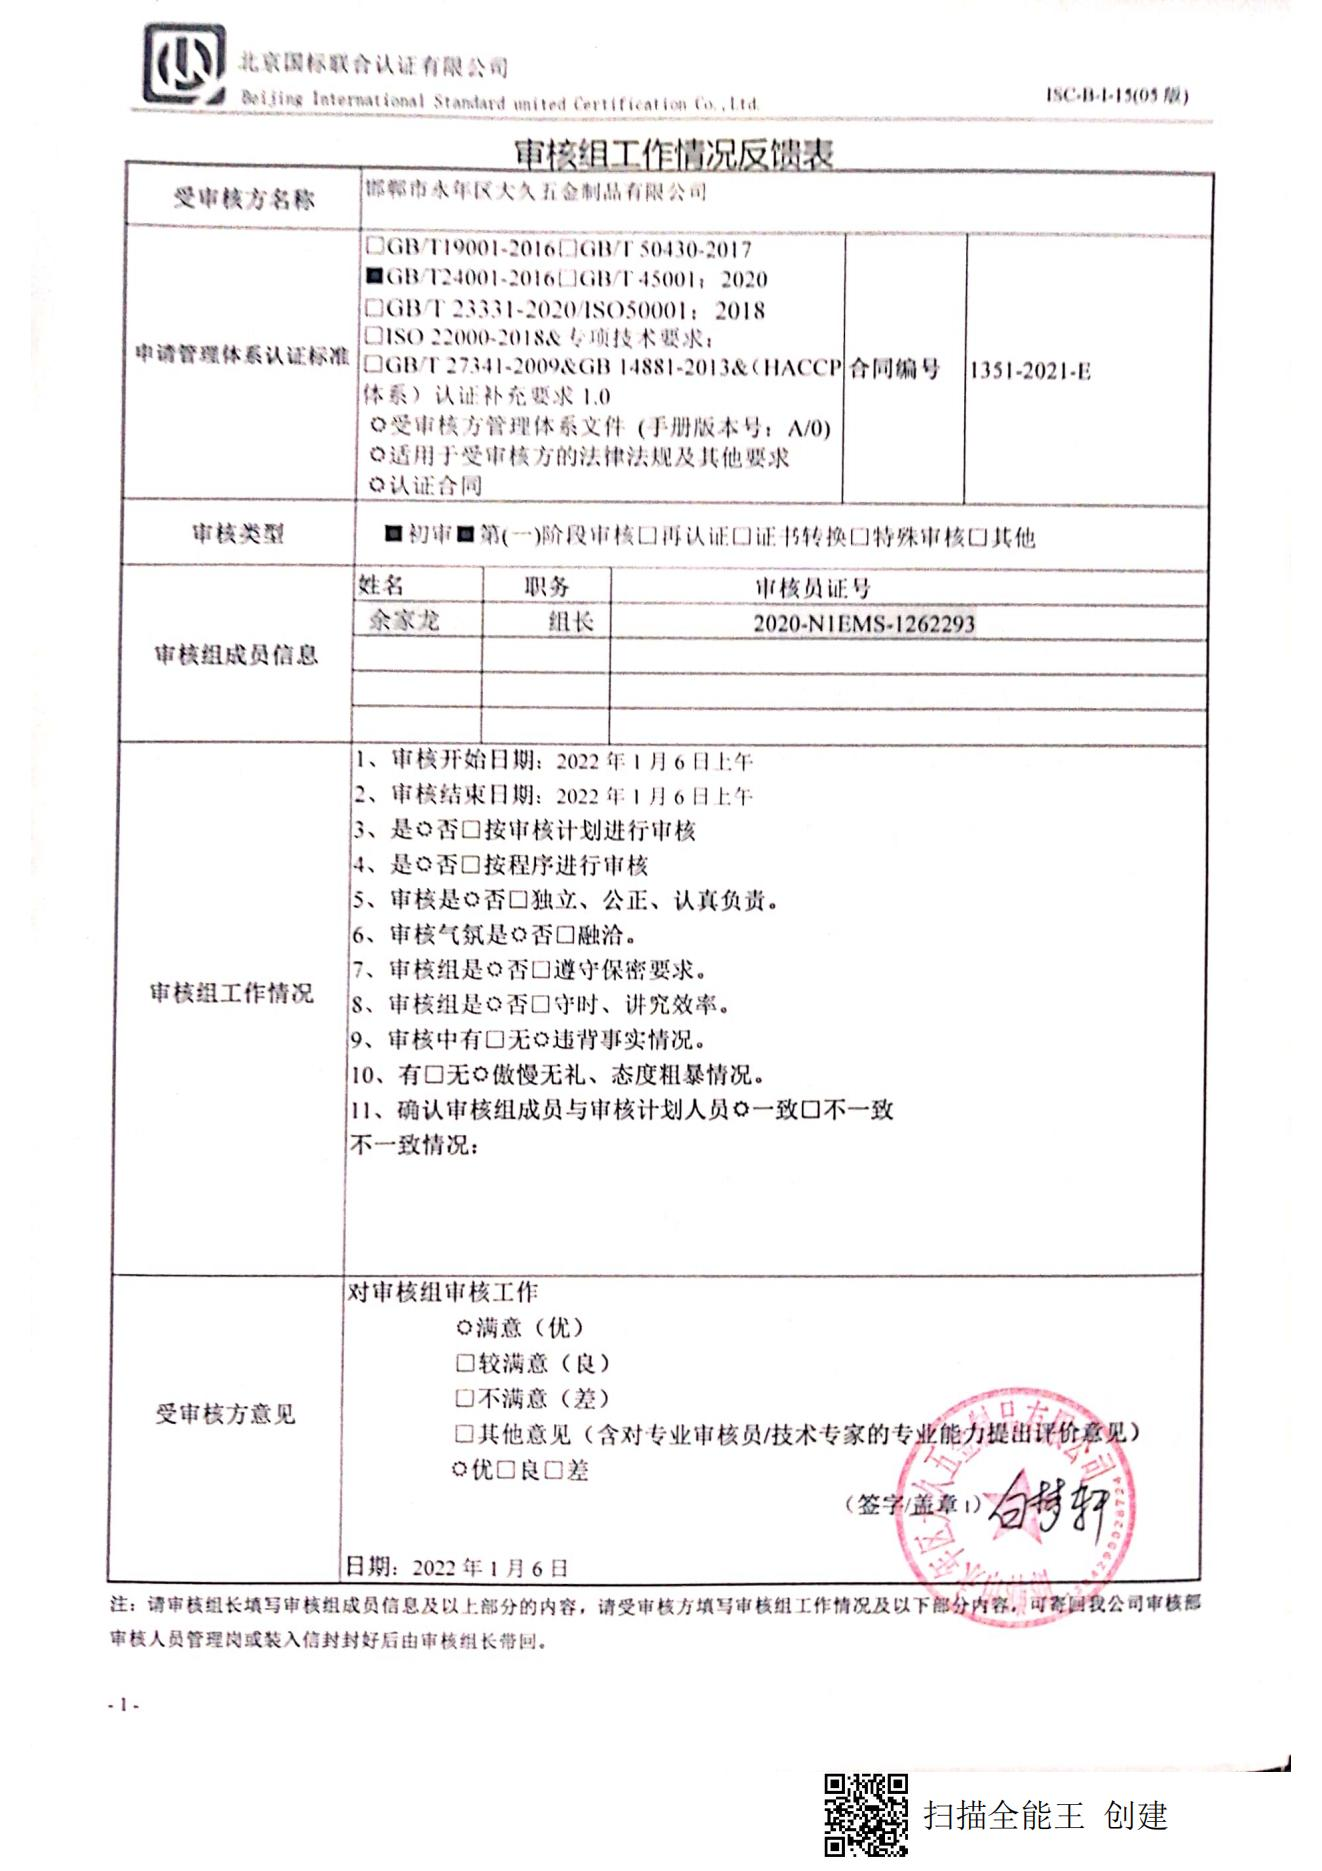 北京国标联合认证有限公司
Beijing International Standard united Certification Co.,Ltd.
ISC-B-I-15(05版)
审核组工作情况反馈表
受审核方名称
邯郸市永年区大久五金制品有限公司
申请管理体系认证标准
□GB/T19001-2016□GB/T 50430-2017
■GB/T24001-2016□GB/T 45001：2020
□GB/T 23331-2020/ISO50001：2018
□ISO 22000-2018&专项技术要求；
□GB/T 27341-2009&GB 14881-2013&（HACCP
体系）认证补充要求 1.0
✩受审核方管理体系文件 (手册版本号：A/0)
✩适用于受审核方的法律法规及其他要求
✩认证合同
合同编号
1351-2021-E
审核类型
■初审■第(一)阶段审核□再认证□证书转换□特殊审核□其他
审核组成员信息
姓名 职务 审核员证号
余家龙 组长 2020-N1EMS-1262293
审核组工作情况
1、审核开始日期：2022 年 1 月 6 日上午
2、审核结束日期：2022 年 1 月 6 日上午
3、是✩否□按审核计划进行审核
4、是✩否□按程序进行审核
5、审核是✩否□独立、公正、认真负责。
6、审核气氛是✩否□融洽。
7、审核组是✩否□遵守保密要求。
8、审核组是✩否□守时、讲究效率。
9、审核中有□无✩违背事实情况。
10、有□无✩傲慢无礼、态度粗暴情况。
11、确认审核组成员与审核计划人员✩一致□不一致
不一致情况：
受审核方意见
对审核组审核工作
✩满意（优）
□较满意（良）
□不满意（差）
□其他意见（含对专业审核员/技术专家的专业能力提出评价意见）
✩优□良□差
（签字/盖章：）白梦轩
日期：2022 年 1 月 6 日
注：请审核组长填写审核组成员信息及以上部分的内容，请受审核方填写审核组工作情况及以下部分内容，可寄回我公司审核部
审核人员管理岗或装入信封封好后由审核组长带回。
- 1 -
扫描全能王 创建